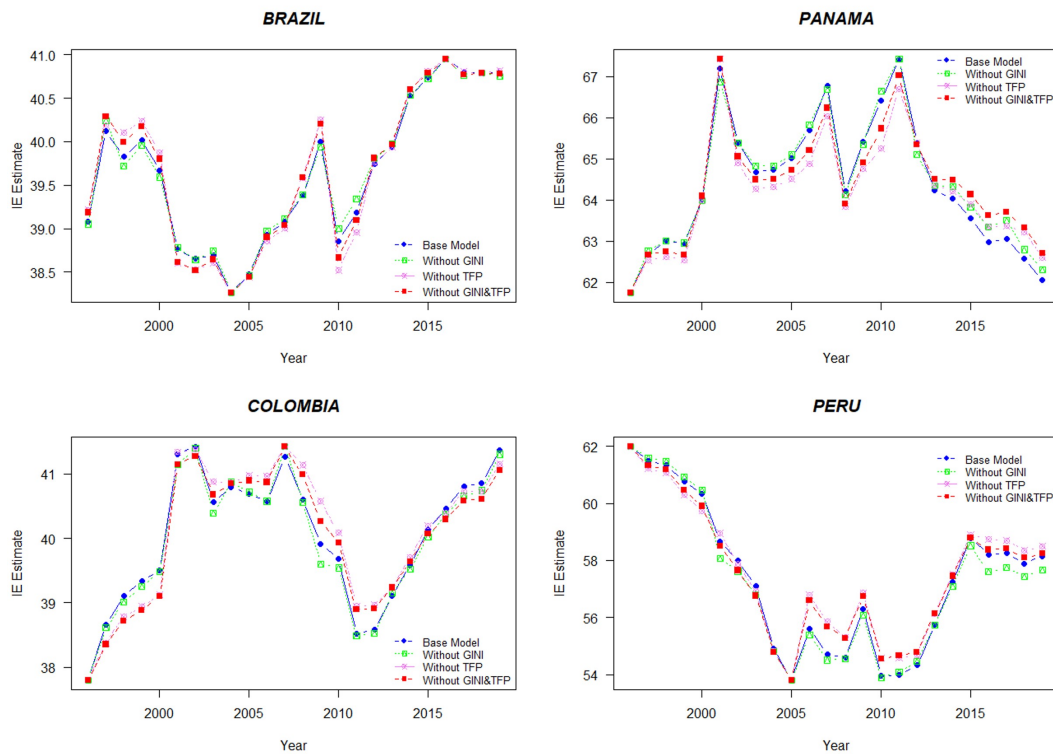 BRAZIL
IE Estimate
41.0
40.5
40.0
39.5
39.0
38.5
2000
2005
2010
2015
Year
Base Model
Without GINI
Without TFP
Without GINI&TFP
PANAMA
IE Estimate
67
66
65
64
63
62
2000
2005
2010
2015
Year
Base Model
Without GINI
Without TFP
Without GINI&TFP
COLOMBIA
IE Estimate
41
40
39
38
2000
2005
2010
2015
Year
Base Model
Without GINI
Without TFP
Without GINI&TFP
PERU
IE Estimate
62
60
58
56
54
2000
2005
2010
2015
Year
Base Model
Without GINI
Without TFP
Without GINI&TFP